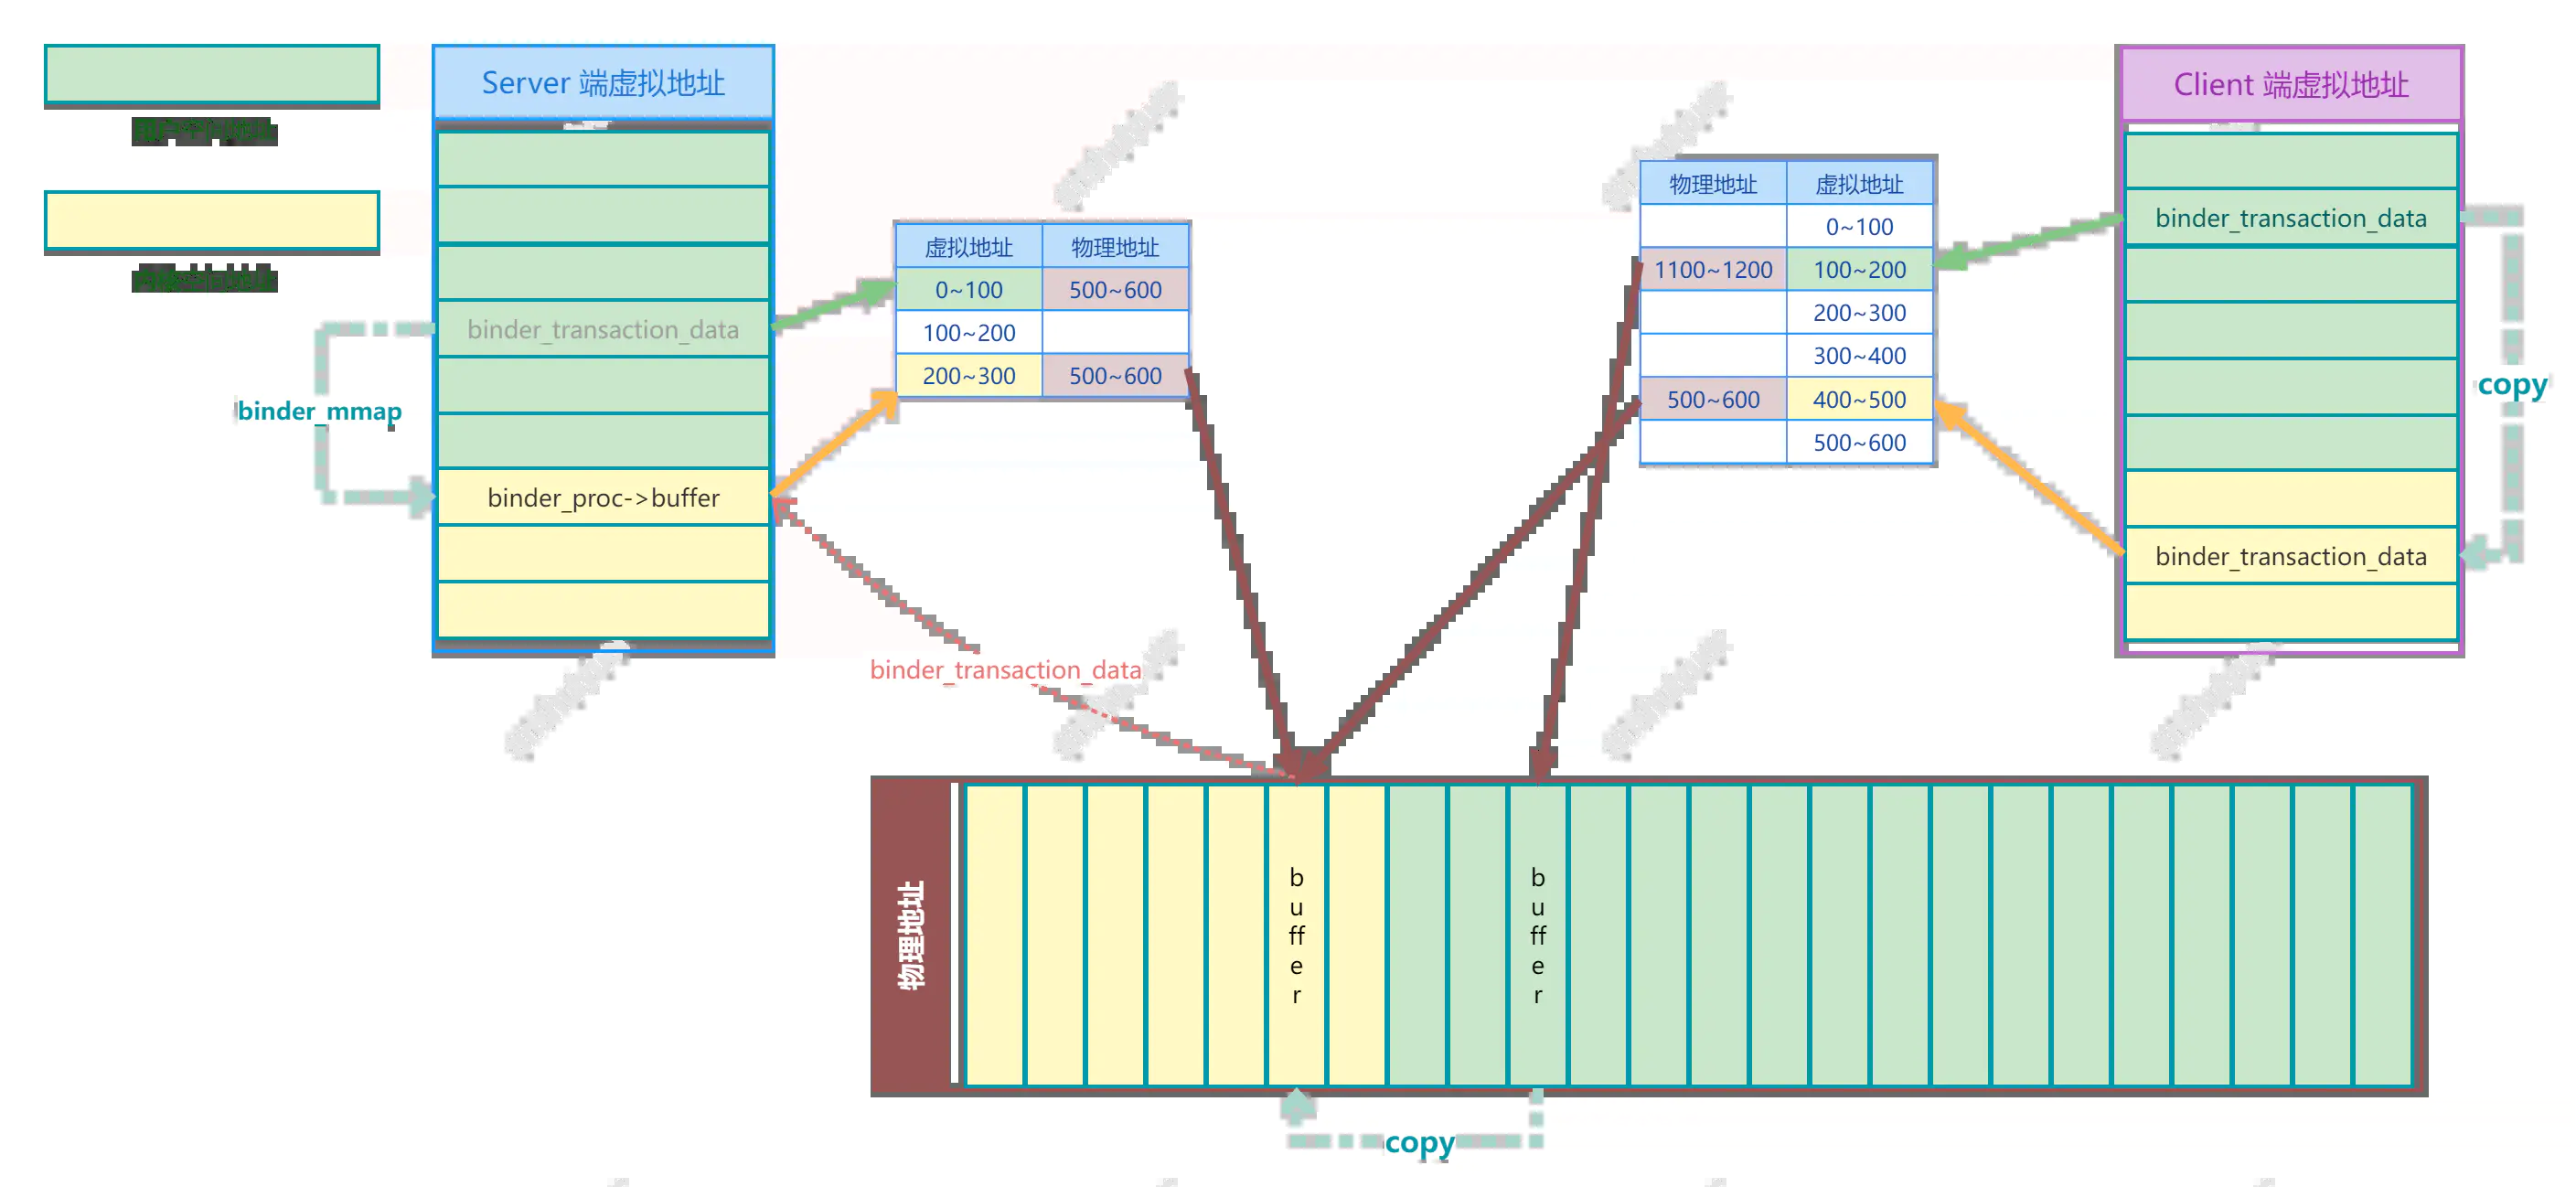 Server 端虚拟地址
Client 端虚拟地址
binder_transaction_data
binder_mmap
binder_proc->buffer
虚拟地址 物理地址
0~100 500~600
100~200
200~300 500~600
物理地址 虚拟地址
0~100
1100~1200 100~200
200~300
300~400
500~600 400~500
500~600
binder_transaction_data
copy
binder_transaction_data
binder_transaction_data
物理地址
buffer
buffer
copy